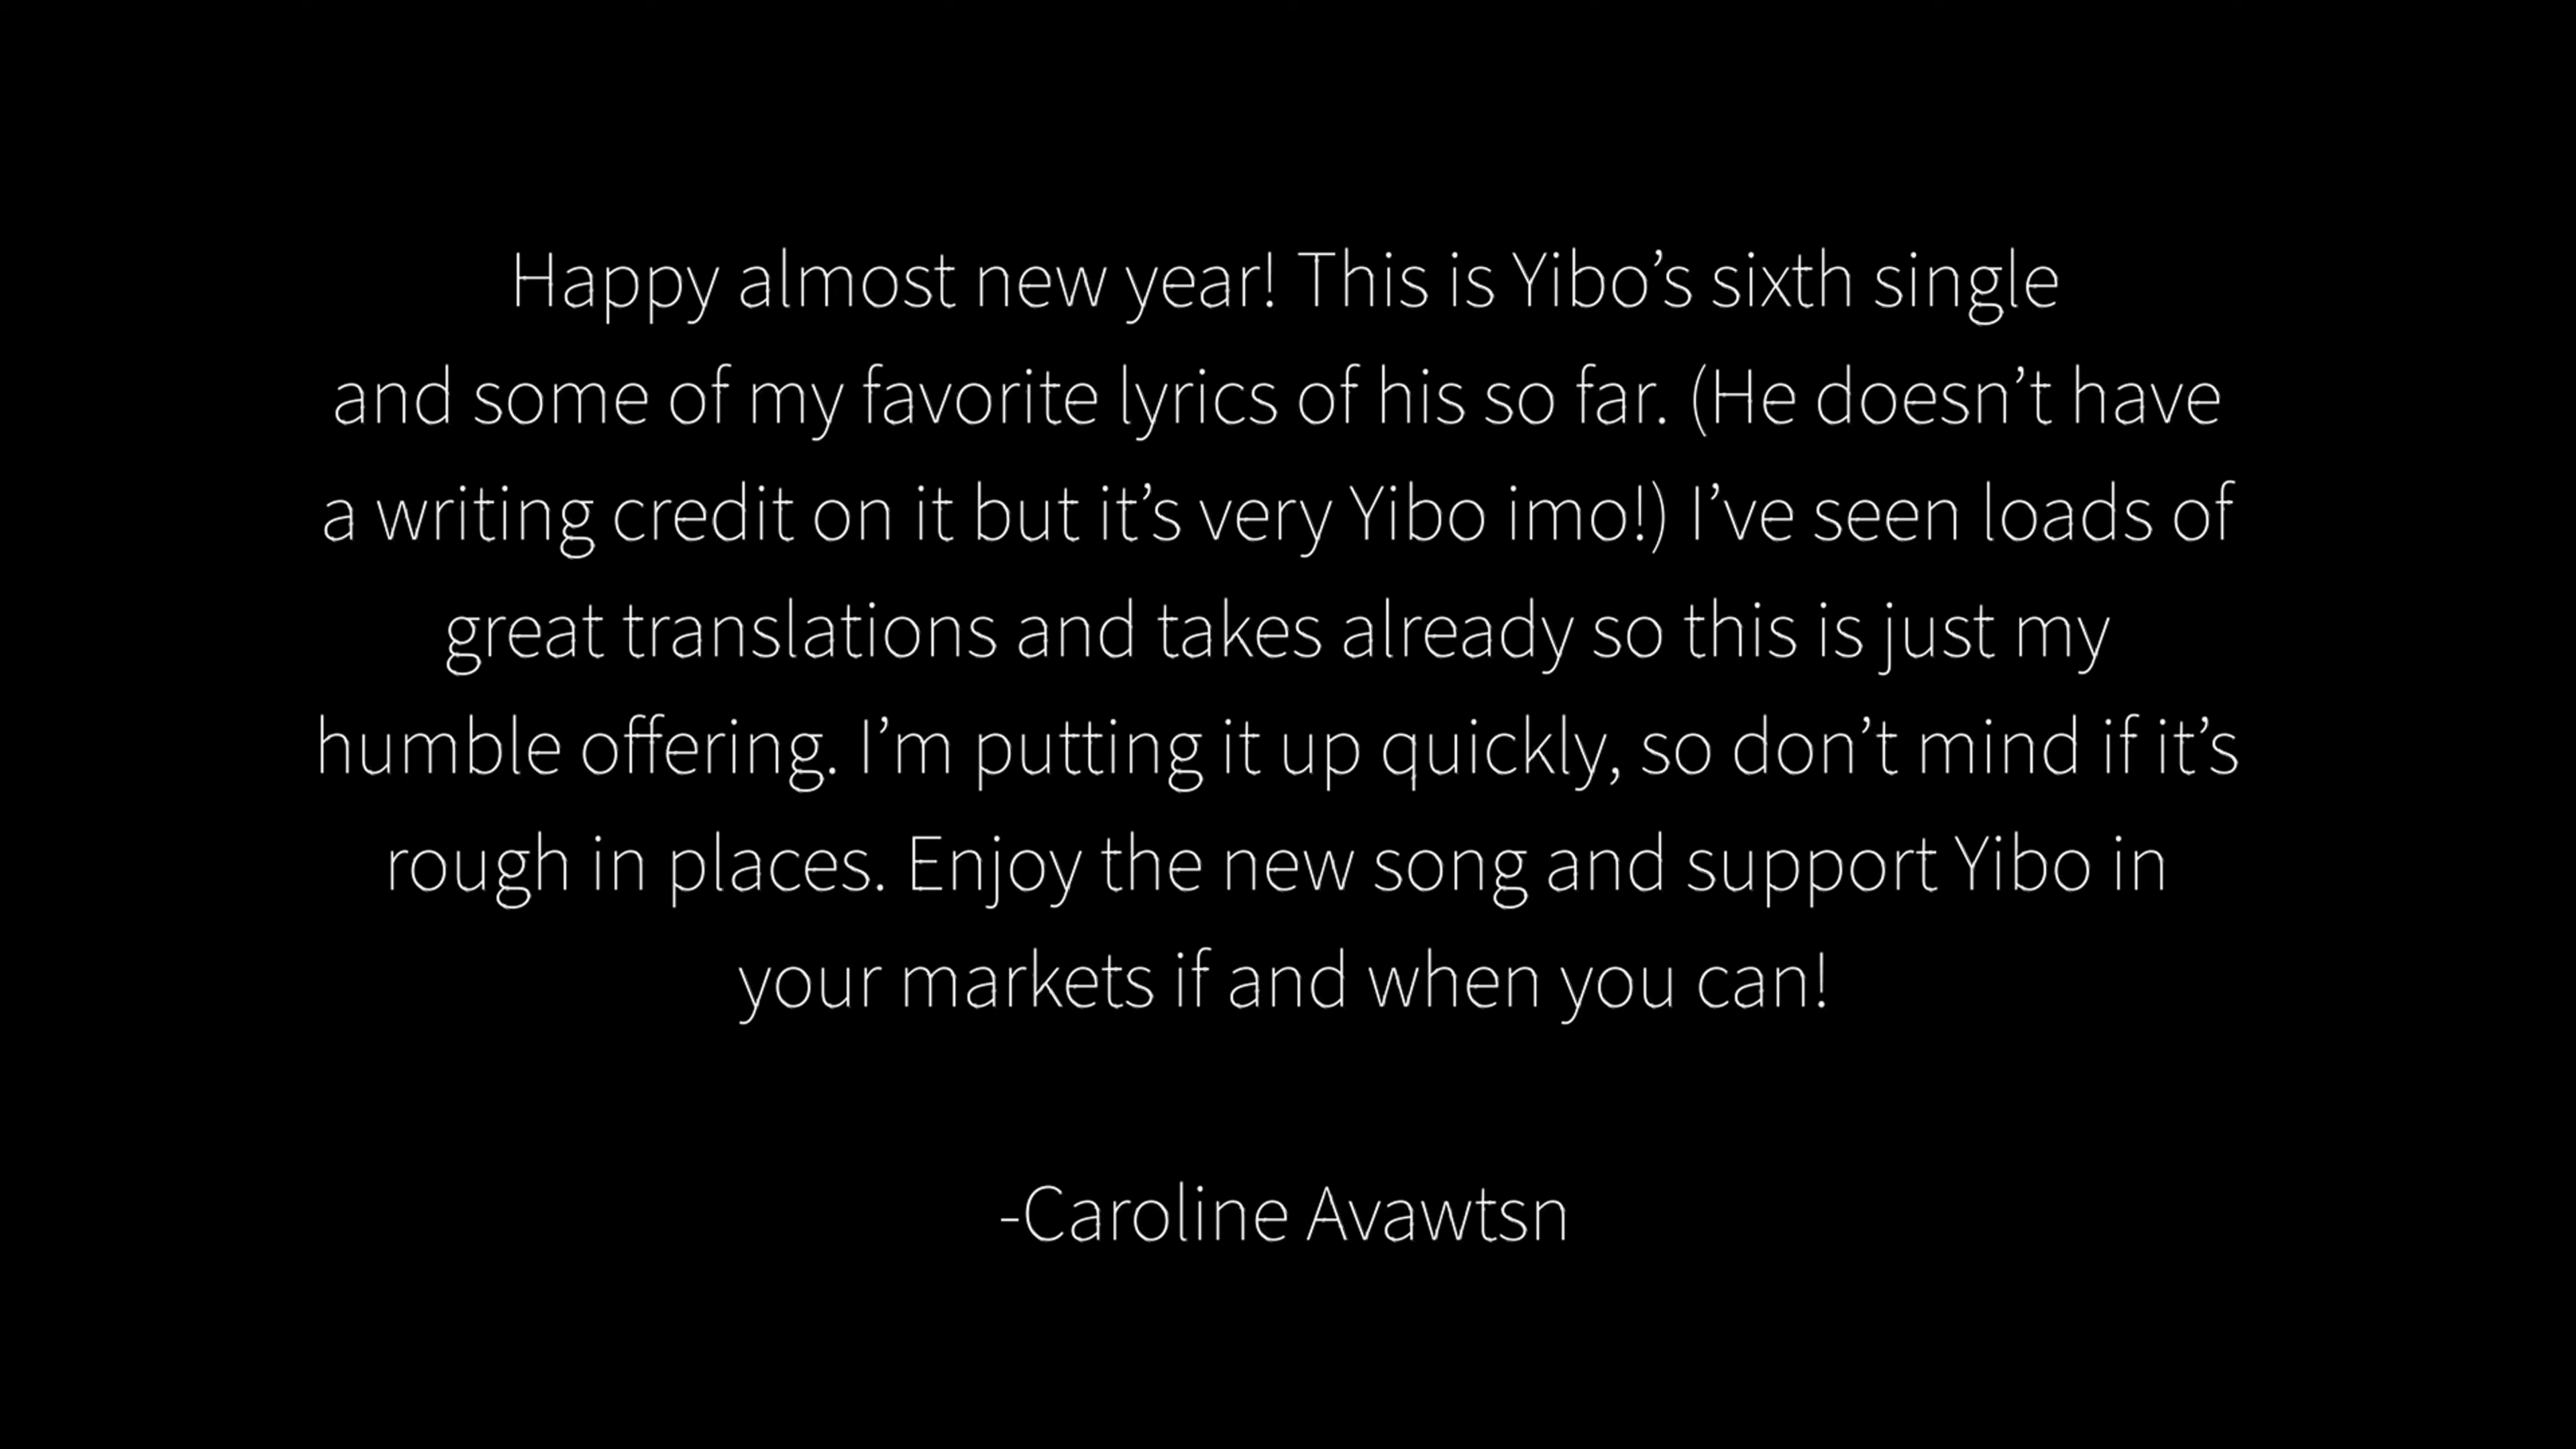 Happy almost new year! This is Yibo’s sixth single
and some of my favorite lyrics of his so far. (He doesn’t have
a writing credit on it but it’s very Yibo imo!) I’ve seen loads of
great translations and takes already so this is just my
humble offering. I’m putting it up quickly, so don’t mind if it’s
rough in places. Enjoy the new song and support Yibo in
your markets if and when you can!
-Caroline Avawtsn